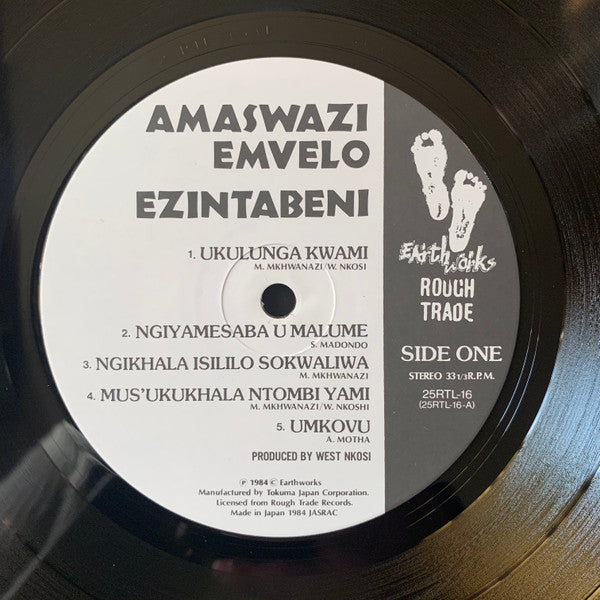 AMASWAZI
EMVELO
EZINTABENI
1. UKULUNGA KWAMI
M. MKHWANAZI/W. NKOSI
2. NGIYAMESABA U MALUME
S. MADONDO
3. NGIKHALA ISILILO SOKWALIWA
M. MKHWANAZI
4. MUS'UKUKHALA NTOMBI YAMI
M. MKHWANAZI/W. NKOSHI
5. UMKOVU
A. MOTHA
PRODUCED BY WEST NKOSI
℗ 1984 © Earthworks
Manufactured by Tokuma Japan Corporation.
Licensed from Rough Trade Records.
Made in Japan 1984 JASRAC
Earthworks
ROUGH
TRADE
SIDE ONE
STEREO 33 1/3 R.P.M.
25RTL-16
(25RTL-16-A)